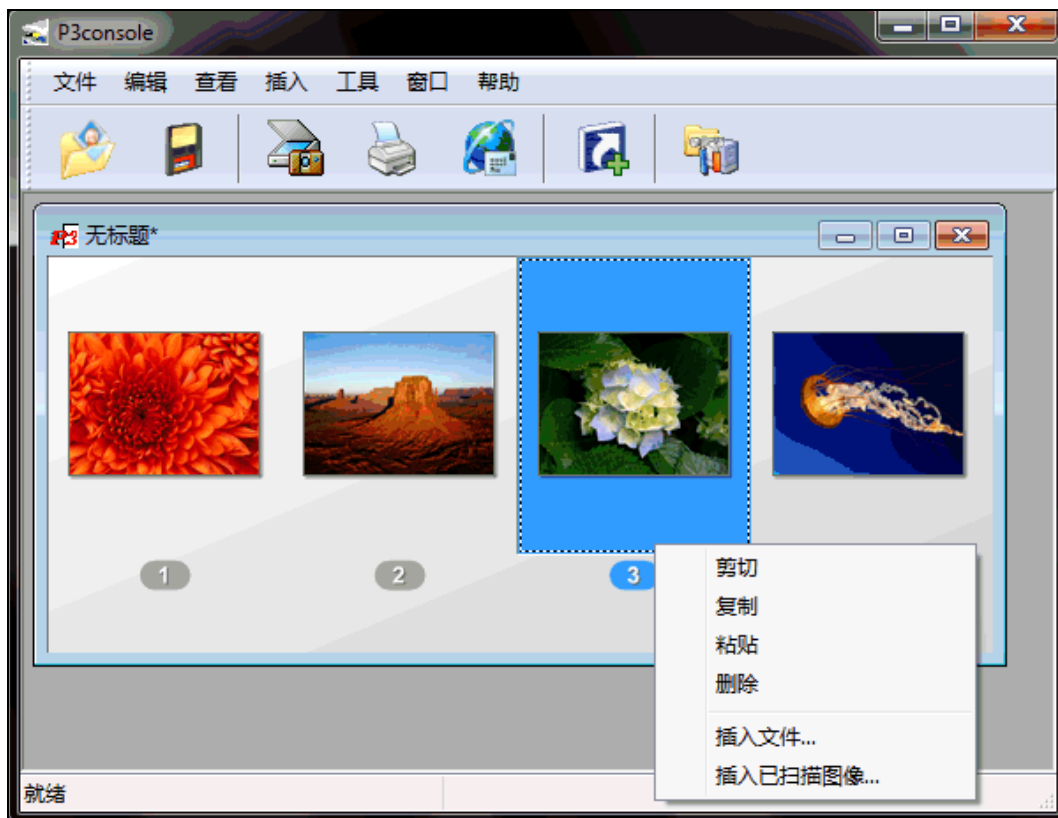 P3console
文件 编辑 查看 插入 工具 窗口 帮助
P3 无标题*
1 2 3
剪切
复制
粘贴
删除
插入文件...
插入已扫描图像...
就绪